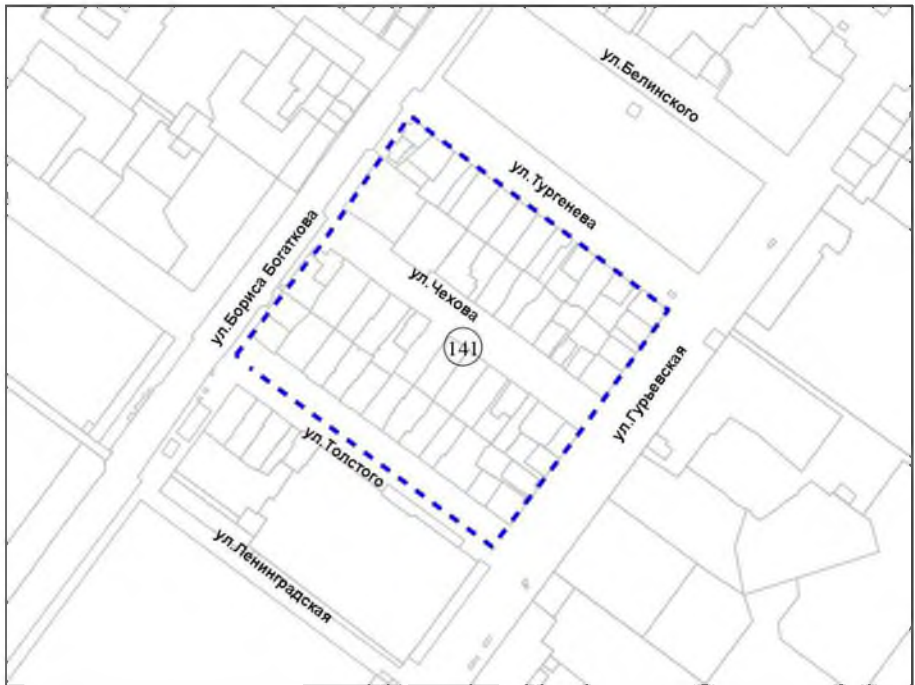 ул.Белинского
ул.Тургенева
ул.Бориса Богаткова
ул.Чехова
141
ул.Гурьевская
ул.Толстого
ул.Ленинградская